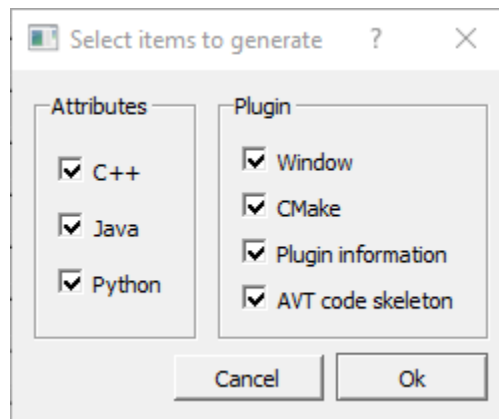 Select items to generate ?
Attributes
C++
Java
Python
Plugin
Window
CMake
Plugin information
AVT code skeleton
Cancel
Ok